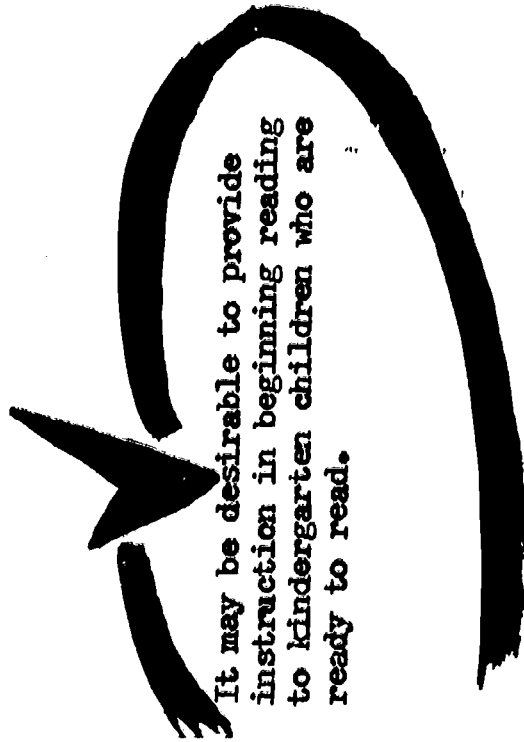 It may be desirable to provide
instruction in beginning reading
to kindergarten children who are
ready to read.